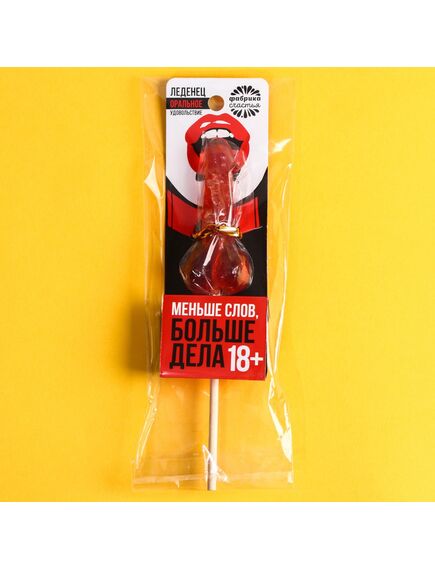 ЛЕДЕНЕЦ
ОРАЛЬНОЕ
УДОВОЛЬСТВИЕ
фабрика
счастья
МЕНЬШЕ СЛОВ,
БОЛЬШЕ
ДЕЛА 18+